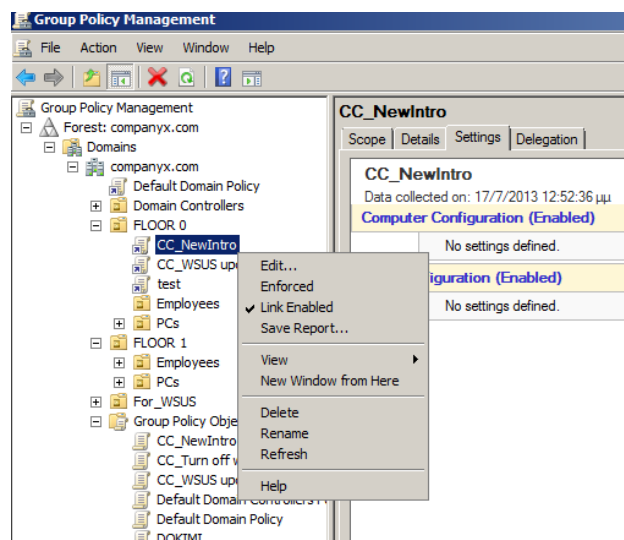 Group Policy Management
File Action View Window Help
Group Policy Management
Forest: companyx.com
Domains
companyx.com
Default Domain Policy
Domain Controllers
FLOOR 0
CC_NewIntro
CC_WSUS upd
test
Employees
PCs
FLOOR 1
Employees
PCs
For_WSUS
Group Policy Obje
CC_NewIntro
CC_Turn off
CC_WSUS upd
Default Domain Controllers
Default Domain Policy
DOKIMI
Edit...
Enforced
Link Enabled
Save Report...
View
New Window from Here
Delete
Rename
Refresh
Help
CC_NewIntro
Scope Details Settings Delegation
CC_NewIntro
Data collected on: 17/7/2013 12:52:36 μμ
Computer Configuration (Enabled)
No settings defined.
iguration (Enabled)
No settings defined.